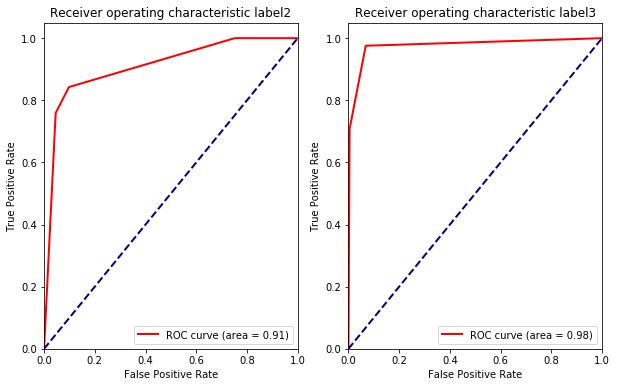 Receiver operating characteristic label2
1.0
0.8
0.6
0.4
0.2
0.0
True Positive Rate
0.0 0.2 0.4 0.6 0.8 1.0
False Positive Rate
ROC curve (area = 0.91)
Receiver operating characteristic label3
1.0
0.8
0.6
0.4
0.2
0.0
True Positive Rate
0.0 0.2 0.4 0.6 0.8 1.0
False Positive Rate
ROC curve (area = 0.98)